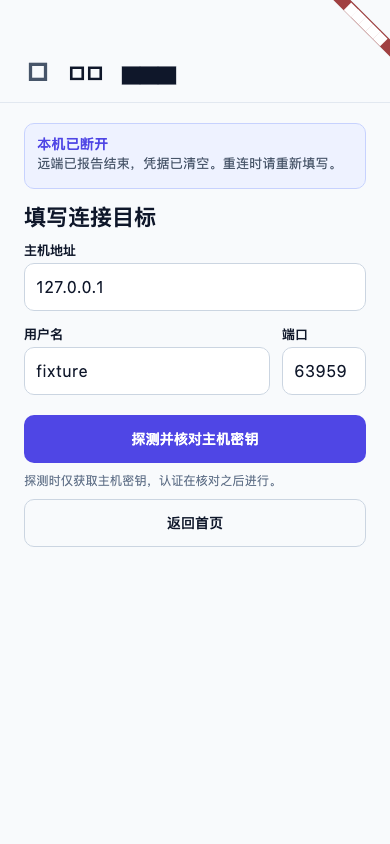 本机已断开
远端已报告结束，凭据已清空。重连时请重新填写。
填写连接目标
主机地址
127.0.0.1
用户名
端口
fixture
63959
探测并核对主机密钥
探测时仅获取主机密钥，认证在核对之后进行。
返回首页